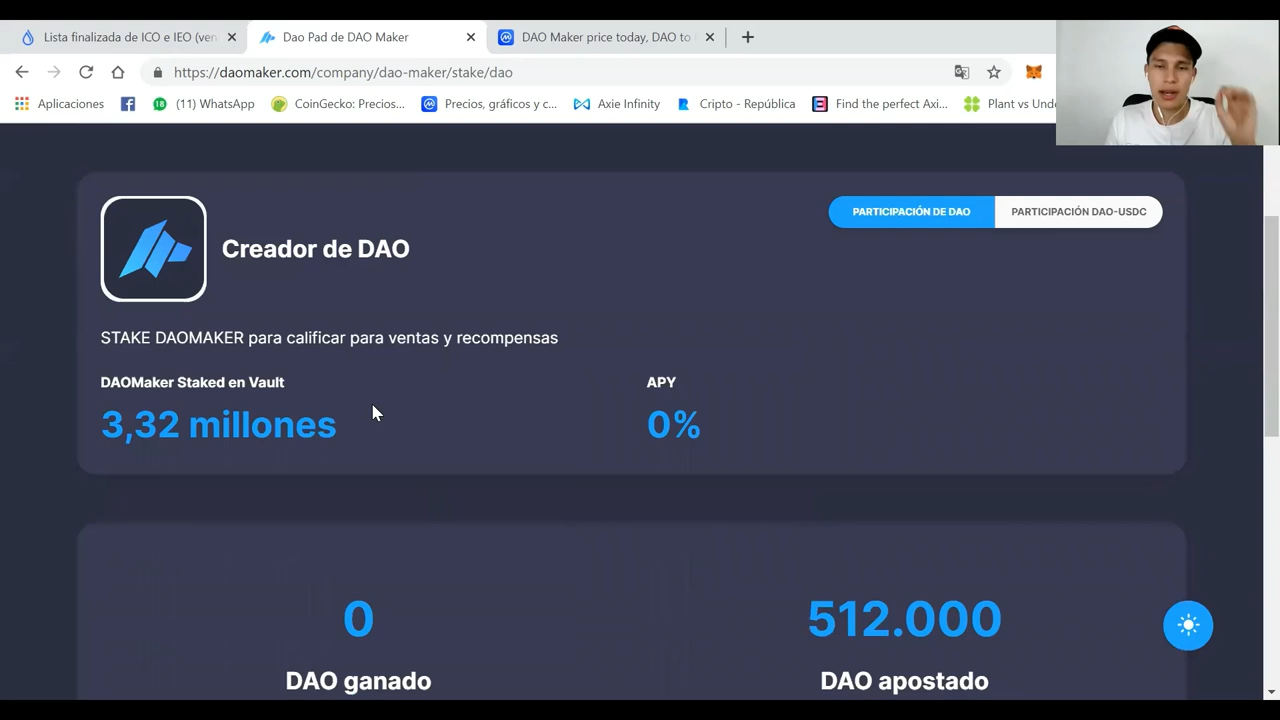 Lista finalizada de ICO e IEO (ven
Dao Pad de DAO Maker
DAO Maker price today, DAO to
https://daomaker.com/company/dao-maker/stake/dao
Aplicaciones
18
(11) WhatsApp
CoinGecko: Precios...
Precios, gráficos y c...
Axie Infinity
Cripto - República
Find the perfect Axi...
Plant vs Und
PARTICIPACIÓN DE DAO
PARTICIPACIÓN DAO-USDC
Creador de DAO
STAKE DAOMAKER para calificar para ventas y recompensas
DAOMaker Staked en Vault
APY
3,32 millones
0%
0
512.000
DAO ganado
DAO apostado